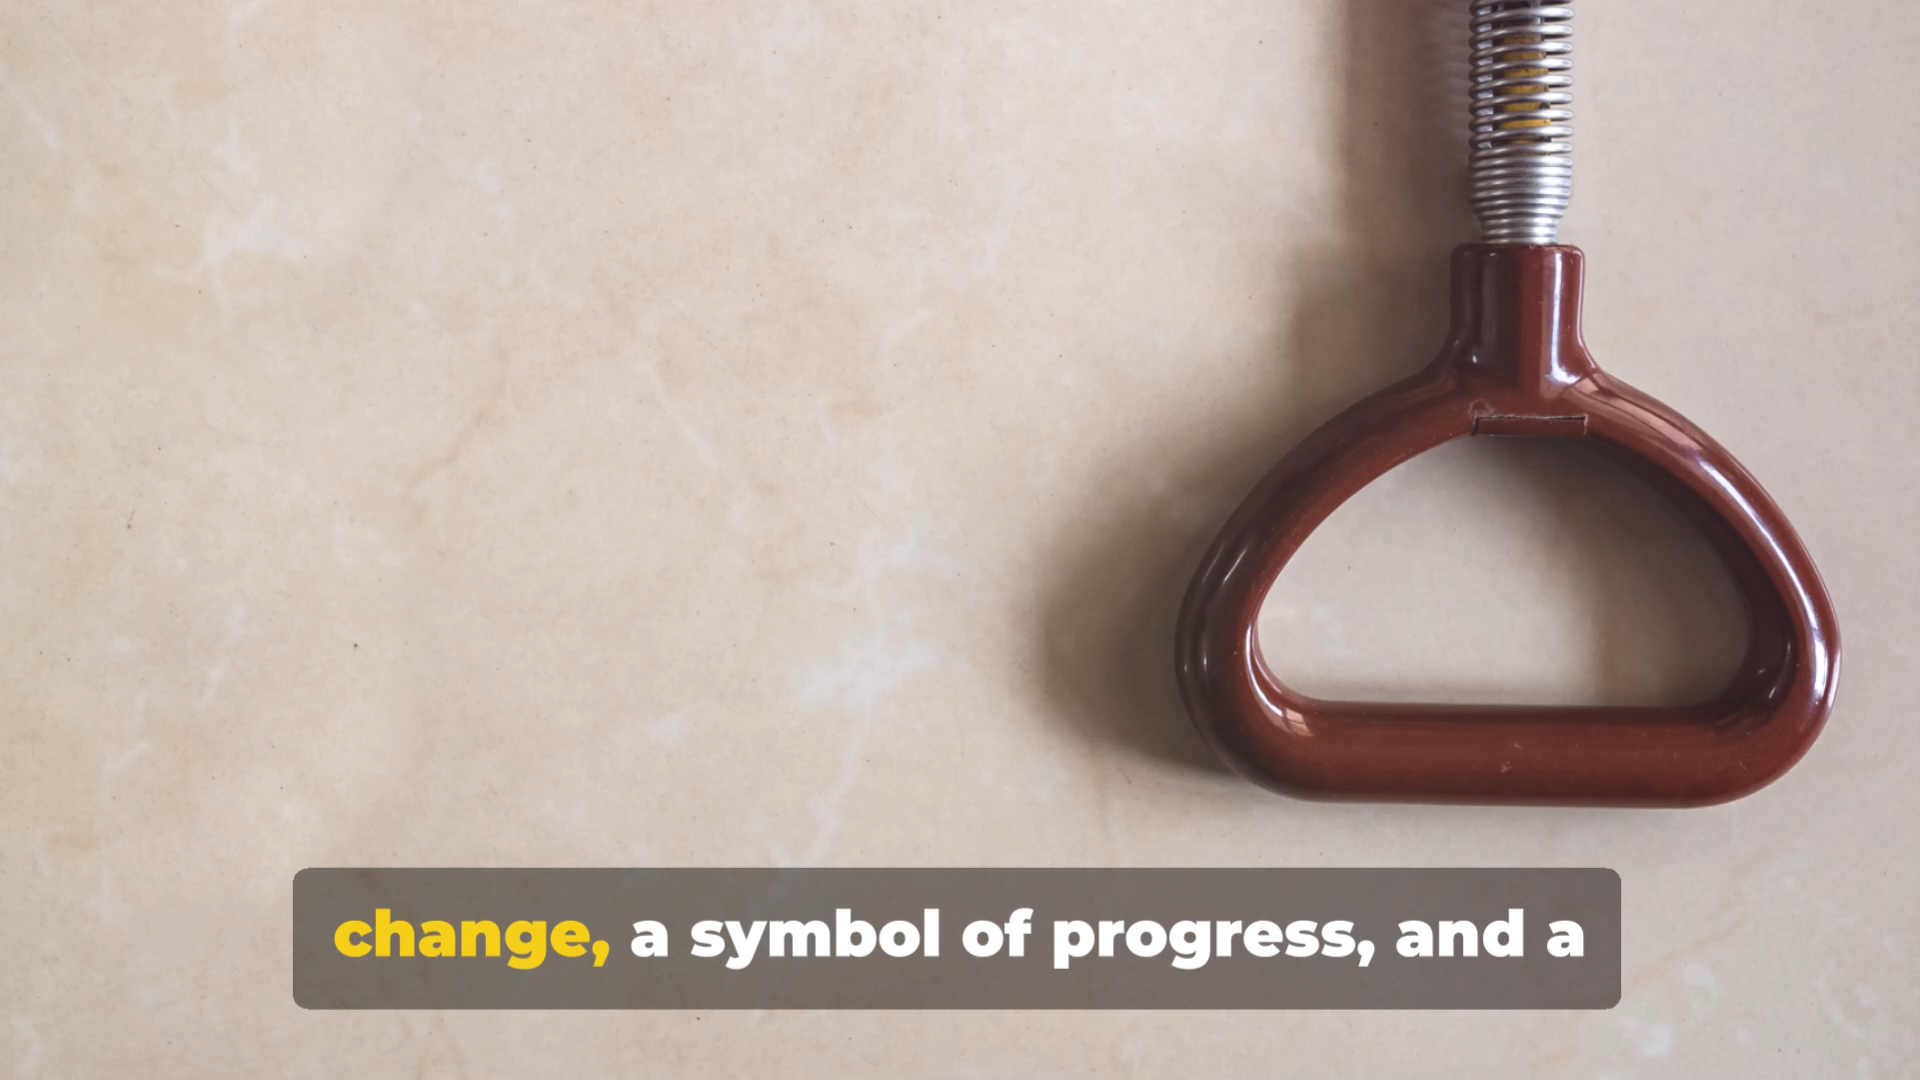 change, a symbol of progress, and a